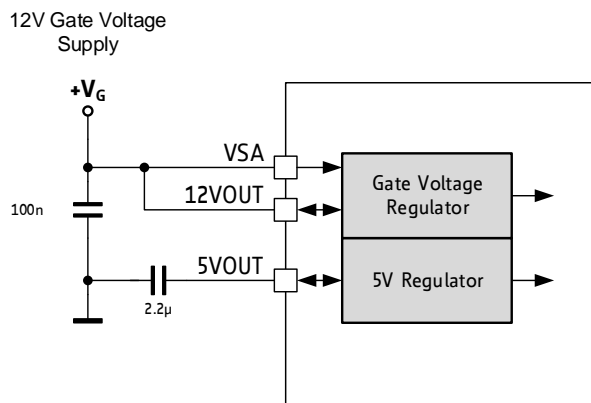 12V Gate Voltage
Supply
+VG
VSA
12VOUT
5VOUT
100n
2.2µ
Gate Voltage
Regulator
5V Regulator